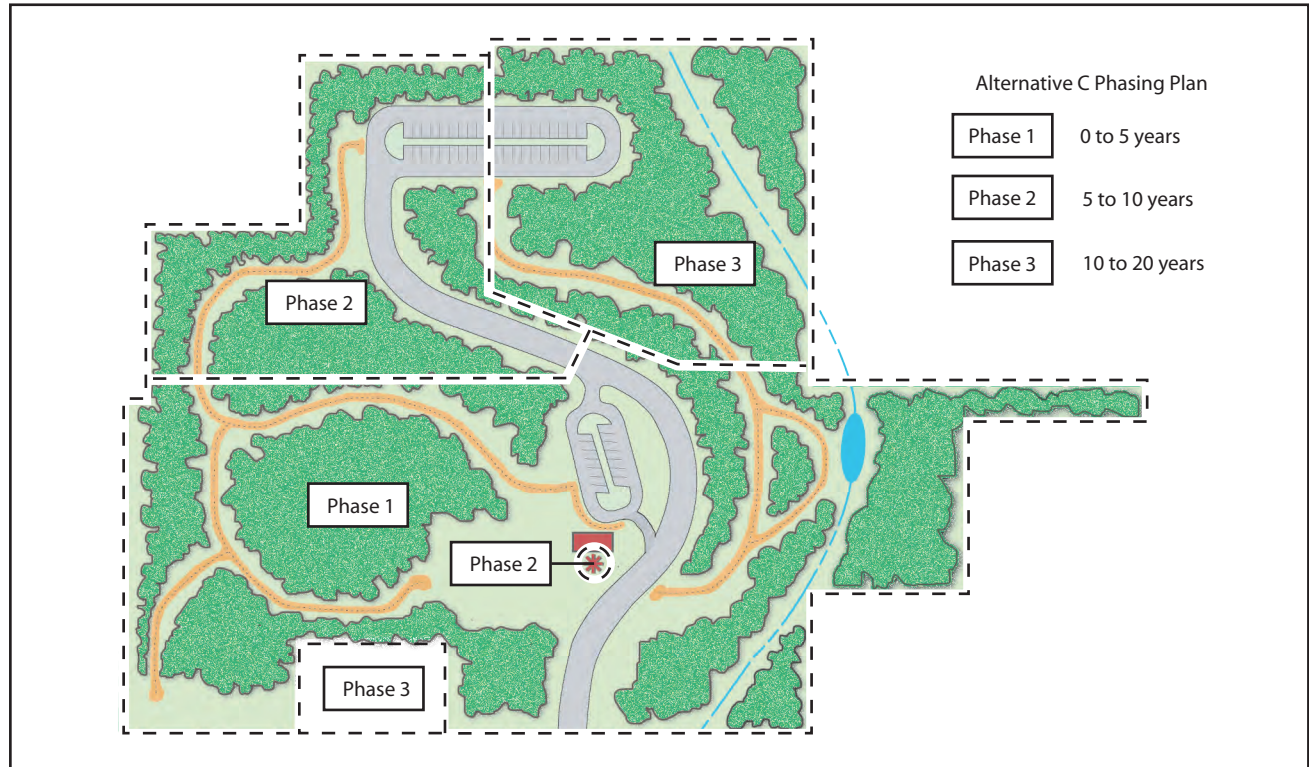 Alternative C Phasing Plan
Phase 1 0 to 5 years
Phase 2 5 to 10 years
Phase 3 10 to 20 years
Phase 3
Phase 2
Phase 1
Phase 2
Phase 3